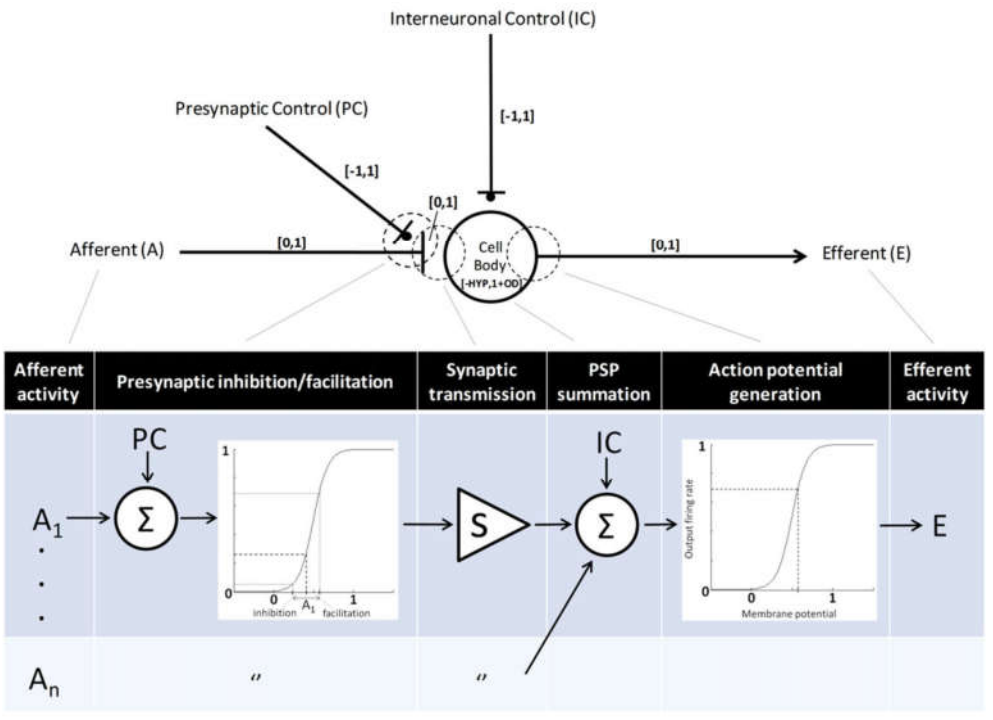 Interneuronal Control (IC)
Presynaptic Control (PC)
[-1,1]
[-1,1]
[0,1]
Afferent (A)
[0,1]
Cell
Body
[-HYP,1+OD]
[0,1]
Efferent (E)
Afferent
activity
Presynaptic inhibition/facilitation
Synaptic
transmission
PSP
summation
Action potential
generation
Efferent
activity
PC
IC
A1
Σ
1
0
0
A1
1
inhibition
facilitation
S
Σ
1
Output firing rate
0
0
1
Membrane potential
E
An
“
“